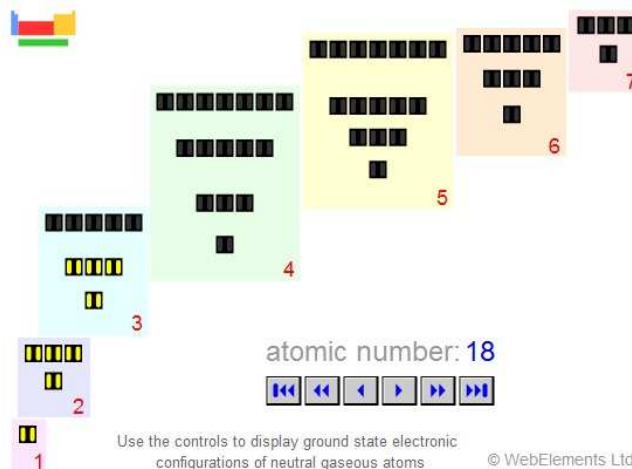 7
6
5
4
3
2
1
atomic number: 18
Use the controls to display ground state electronic
configurations of neutral gaseous atoms
© WebElements Ltd